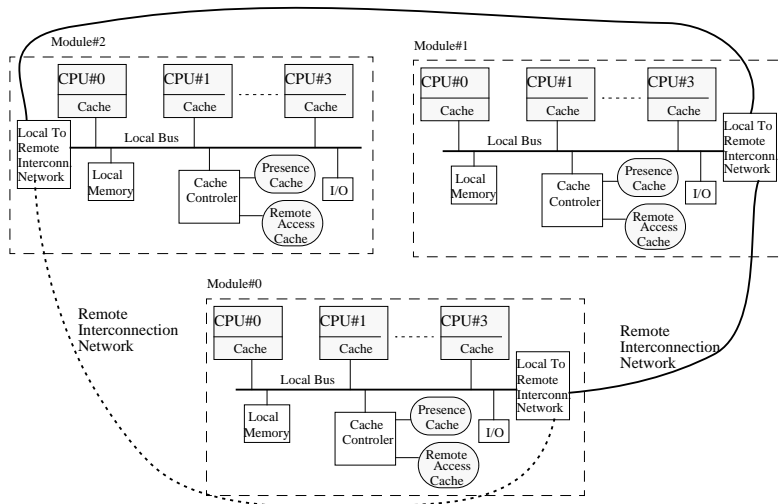 Module#2
CPU#0
Cache
CPU#1
Cache
CPU#3
Cache
Local To
Remote
Interconn.
Network
Local Bus
Local
Memory
Cache
Controler
Presence
Cache
Remote
Access
Cache
I/O
Module#1
CPU#0
Cache
CPU#1
Cache
CPU#3
Cache
Local Bus
Local To
Remote
Interconn.
Network
Local
Memory
Cache
Controler
Presence
Cache
Remote
Access
Cache
I/O
Module#0
CPU#0
Cache
CPU#1
Cache
CPU#3
Cache
Local Bus
Local To
Remote
Interconn.
Network
Local
Memory
Cache
Controler
Presence
Cache
Remote
Access
Cache
I/O
Remote
Interconnection
Network
Remote
Interconnection
Network